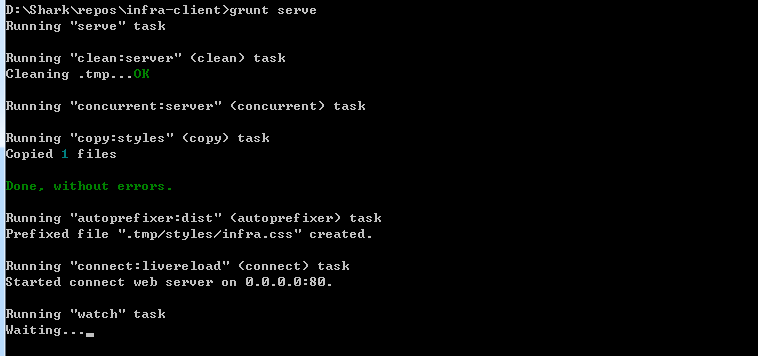 D:\Shark\repos\infra-client>grunt serve
Running "serve" task
Running "clean:server" (clean) task
Cleaning .tmp...OK
Running "concurrent:server" (concurrent) task
Running "copy:styles" (copy) task
Copied 1 files
Done, without errors.
Running "autoprefixer:dist" (autoprefixer) task
Prefixed file ".tmp/styles/infra.css" created.
Running "connect:livereload" (connect) task
Started connect web server on 0.0.0.0:80.
Running "watch" task
Waiting...